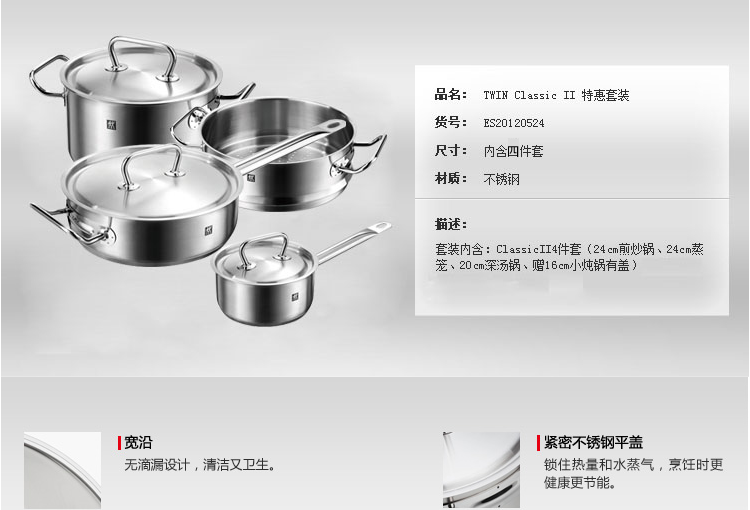 品名： TWIN Classic II 特惠套装
货号： ES20120524
尺寸： 内含四件套
材质： 不锈钢
描述：
套装内含：ClassicII4件套（24cm煎炒锅、24cm蒸
笼、20cm深汤锅、赠16cm小炖锅有盖）
宽沿
无滴漏设计，清洁又卫生。
紧密不锈钢平盖
锁住热量和水蒸气，烹饪时更
健康更节能。